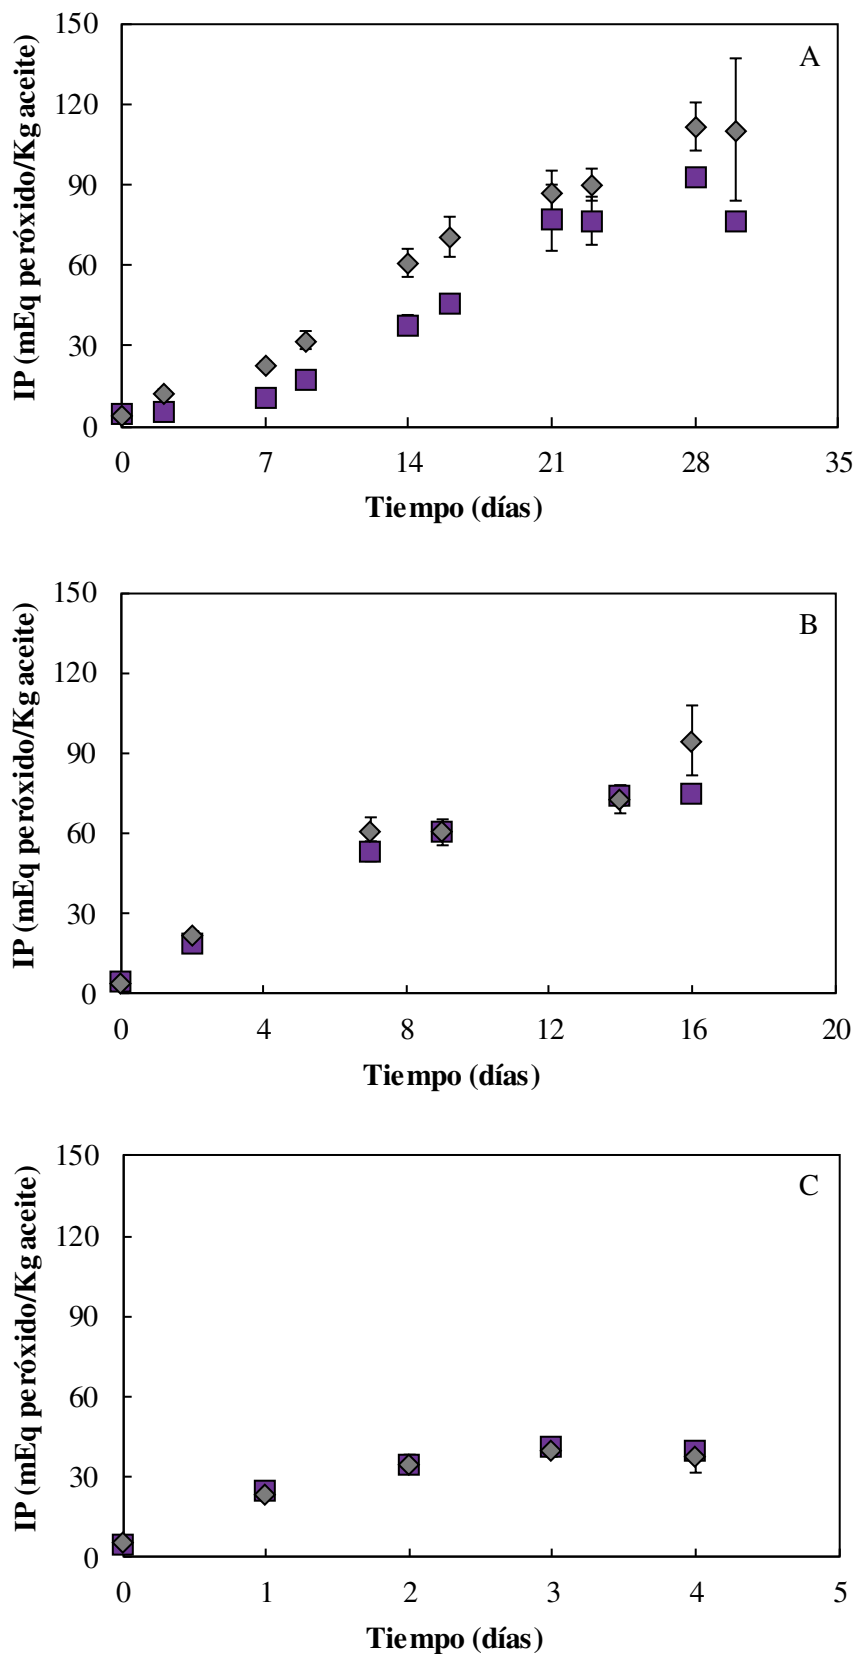 150
120
90
60
30
0
IP (mEq peróxido/Kg aceite)
A
0 7 14 21 28 35
Tiempo (días)
150
120
90
60
30
0
IP (mEq peróxido/Kg aceite)
B
0 4 8 12 16 20
Tiempo (días)
150
120
90
60
30
0
IP (mEq peróxido/Kg aceite)
C
0 1 2 3 4 5
Tiempo (días)